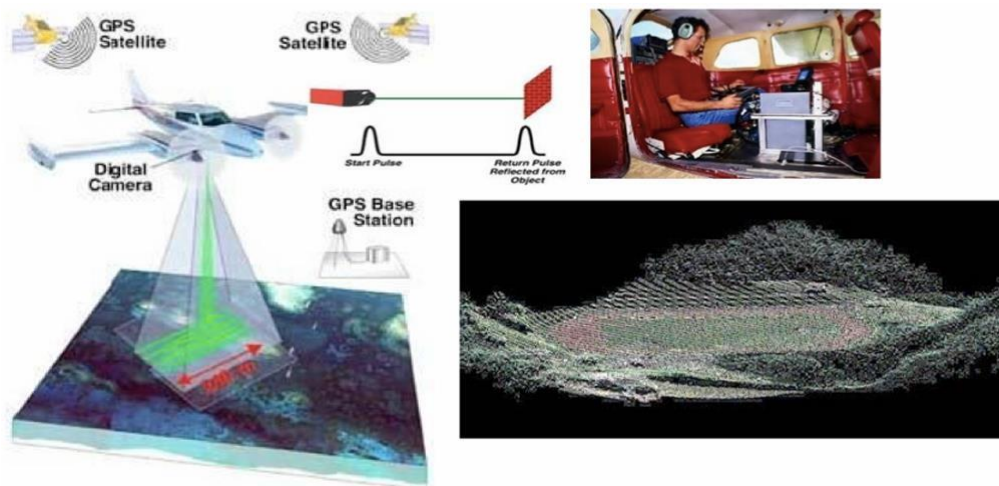 GPS
Satellite
GPS
Satellite
Digital
Camera
Start Pulse
Return Pulse
Reflected from
Object
GPS Base
Station